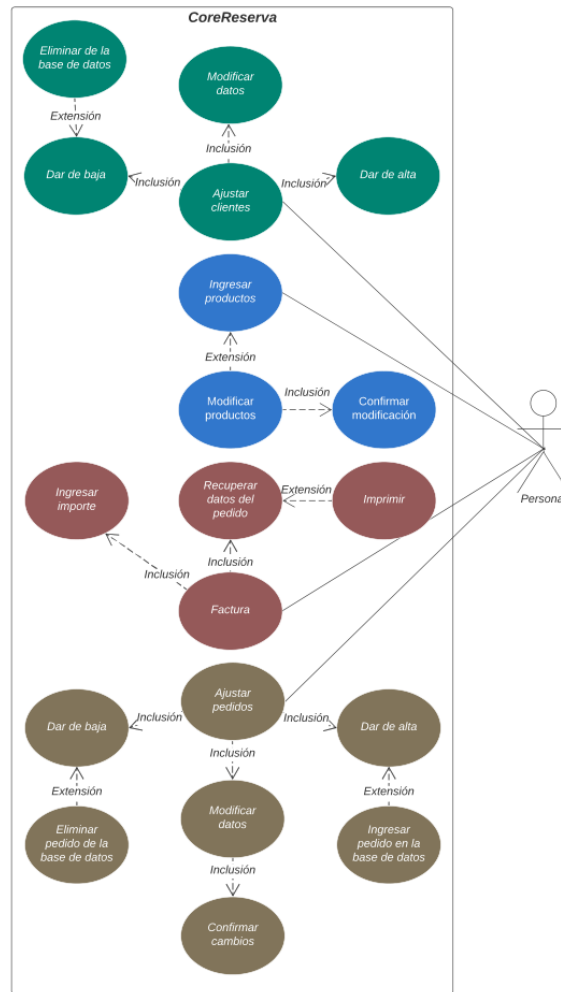 CoreReserva
Eliminar de la
base de datos
Modificar
datos
Extensión
Inclusión
Dar de baja
Inclusión
Ajustar
clientes
Inclusión
Dar de alta
Ingresar
productos
Extensión
Modificar
productos
Inclusión
Confirmar
modificación
Persona
Ingresar
importe
Recuperar
datos del
pedido
Extensión
Imprimir
Inclusión
Inclusión
Factura
Ajustar
pedidos
Dar de baja
Inclusión
Inclusión
Dar de alta
Inclusión
Extensión
Extensión
Eliminar
pedido de la
base de datos
Modificar
datos
Ingresar
pedido en la
base de datos
Inclusión
Confirmar
cambios